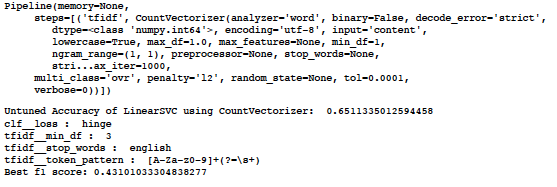 Pipeline(memory=None,
steps=[('tfidf', CountVectorizer(analyzer='word', binary=False, decode_error='strict',
dtype=<class 'numpy.int64'>, encoding='utf-8', input='content',
lowercase=True, max_df=1.0, max_features=None, min_df=1,
ngram_range=(1, 1), preprocessor=None, stop_words=None,
stri...ax_iter=1000,
multi_class='ovr', penalty='l2', random_state=None, tol=0.0001,
verbose=0))])
Untuned Accuracy of LinearSVC using CountVectorizer:  0.6511335012594458
clf__loss :  hinge
tfidf__min_df :  3
tfidf__stop_words :  english
tfidf__token_pattern :  [A-Za-z0-9]+(?=\s+)
Best f1 score: 0.43101033304838277